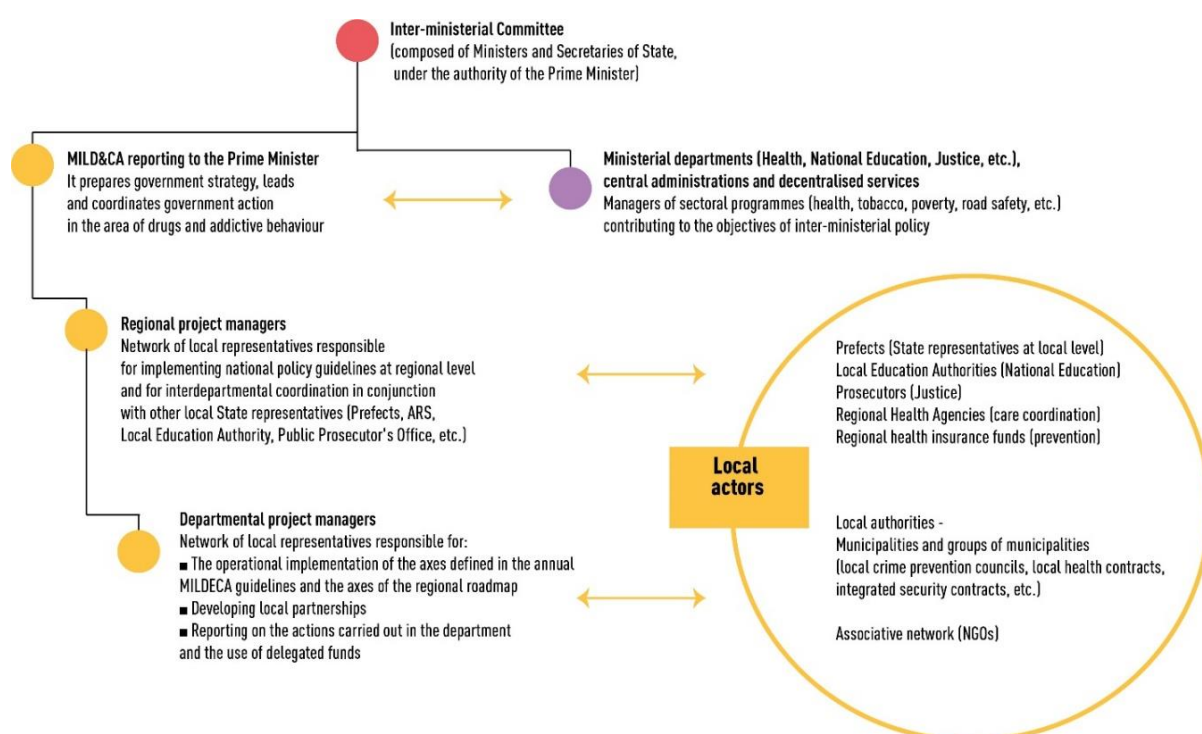 Inter-ministerial Committee
(composed of Ministers and Secretaries of State,
under the authority of the Prime Minister)
MILD&CA reporting to the Prime Minister
It prepares government strategy, leads
and coordinates government action
in the area of drugs and addictive behaviour
Ministerial departments (Health, National Education, Justice, etc.),
central administrations and decentralised services
Managers of sectoral programmes (health, tobacco, poverty, road safety, etc.)
contributing to the objectives of inter-ministerial policy
Regional project managers
Network of local representatives responsible
for implementing national policy guidelines at regional level
and for interdepartmental coordination in conjunction
with other local State representatives (Prefects, ARS,
Local Education Authority, Public Prosecutor's Office, etc.)
Departmental project managers
Network of local representatives responsible for:
■ The operational implementation of the axes defined in the annual
MILDECA guidelines and the axes of the regional roadmap
■ Developing local partnerships
■ Reporting on the actions carried out in the department
and the use of delegated funds
Local
actors
Prefects (State representatives at local level)
Local Education Authorities (National Education)
Prosecutors (Justice)
Regional Health Agencies (care coordination)
Regional health insurance funds (prevention)
Local authorities -
Municipalities and groups of municipalities
(local crime prevention councils, local health contracts,
integrated security contracts, etc.)
Associative network (NGOs)